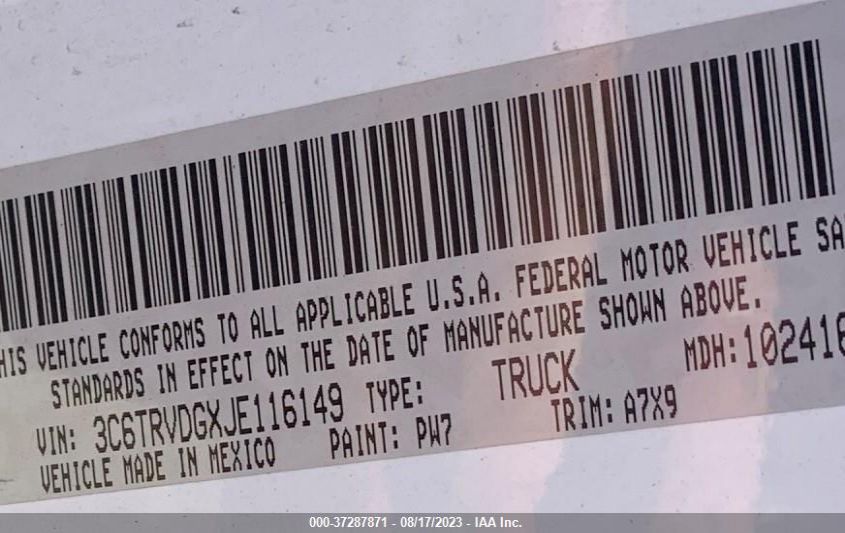 HIS VEHICLE CONFORMS TO ALL APPLICABLE U.S.A. FEDERAL MOTOR VEHICLE SA
STANDARDS IN EFFECT ON THE DATE OF MANUFACTURE SHOWN ABOVE.
VIN: 3C6TRVDGXJE116149 TYPE: TRUCK MDH:102416
VEHICLE MADE IN MEXICO PAINT: PW7 TRIM: A7X9
000-37287871 - 08/17/2023 - IAA Inc.